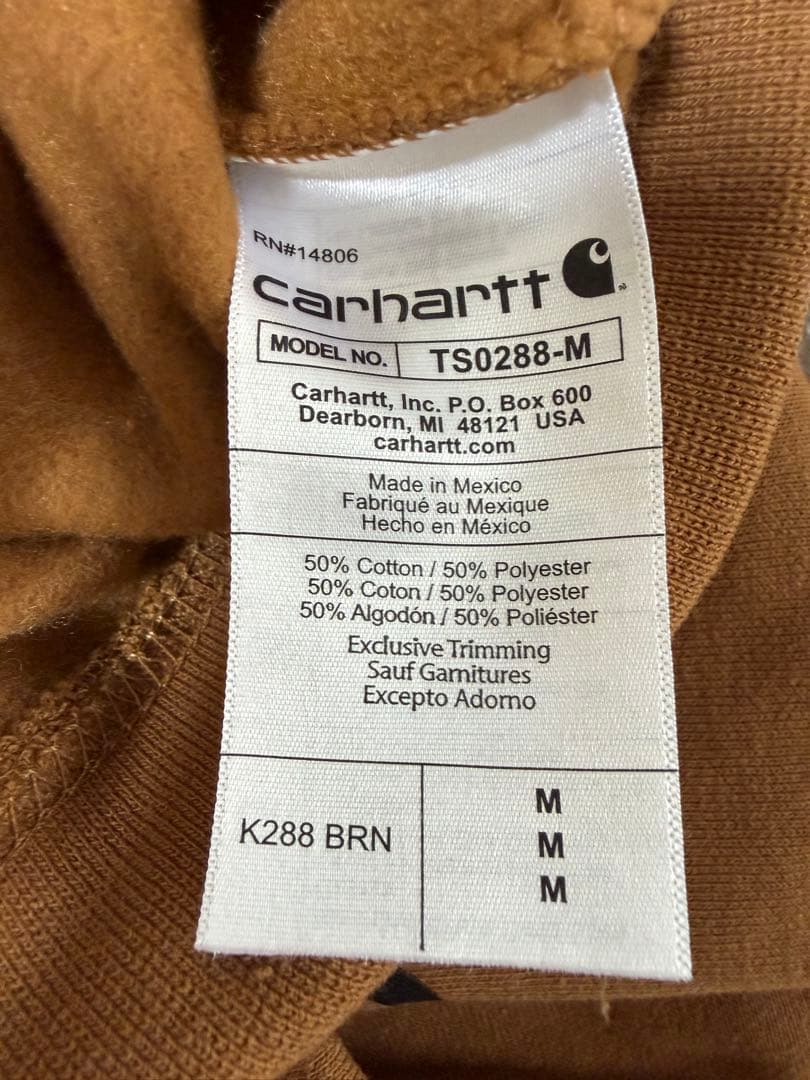 RN#14806
carhartt
MODEL NO. TS0288-M
Carhartt, Inc. P.O. Box 600
Dearborn, MI 48121 USA
carhartt.com
Made in Mexico
Fabriqué au Mexique
Hecho en México
50% Cotton / 50% Polyester
50% Coton / 50% Polyester
50% Algodón / 50% Poliéster
Exclusive Trimming
Sauf Garnitures
Excepto Adorno
K288 BRN
M
M
M